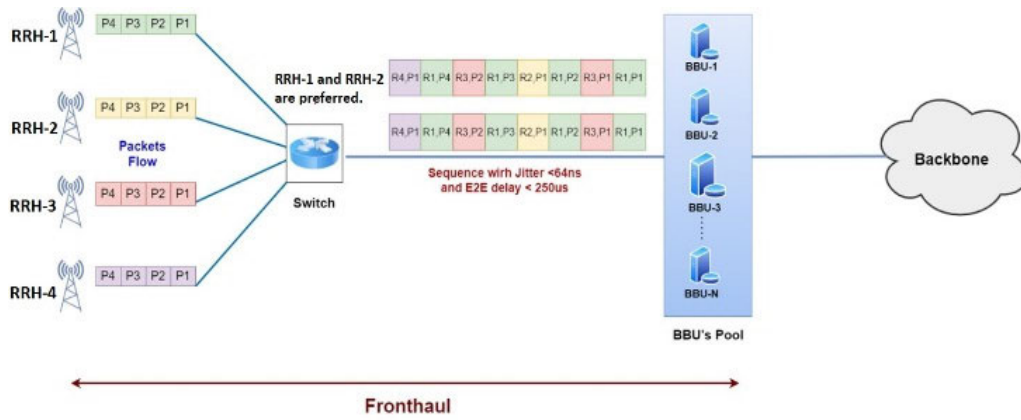 RRH-1
P4 P3 P2 P1
RRH-2
P4 P3 P2 P1
Packets
Flow
RRH-3
P4 P3 P2 P1
RRH-4
P4 P3 P2 P1
RRH-1 and RRH-2
are preferred.
Switch
R4,P1 R1,P4 R3,P2 R1,P3 R2,P1 R1,P2 R3,P1 R1,P1
R4,P1 R1,P4 R3,P2 R1,P3 R2,P1 R1,P2 R3,P1 R1,P1
Sequence wirh Jitter <64ns
and E2E delay < 250us
BBU-1
BBU-2
BBU-3
BBU-N
BBU's Pool
Backbone
Fronthaul